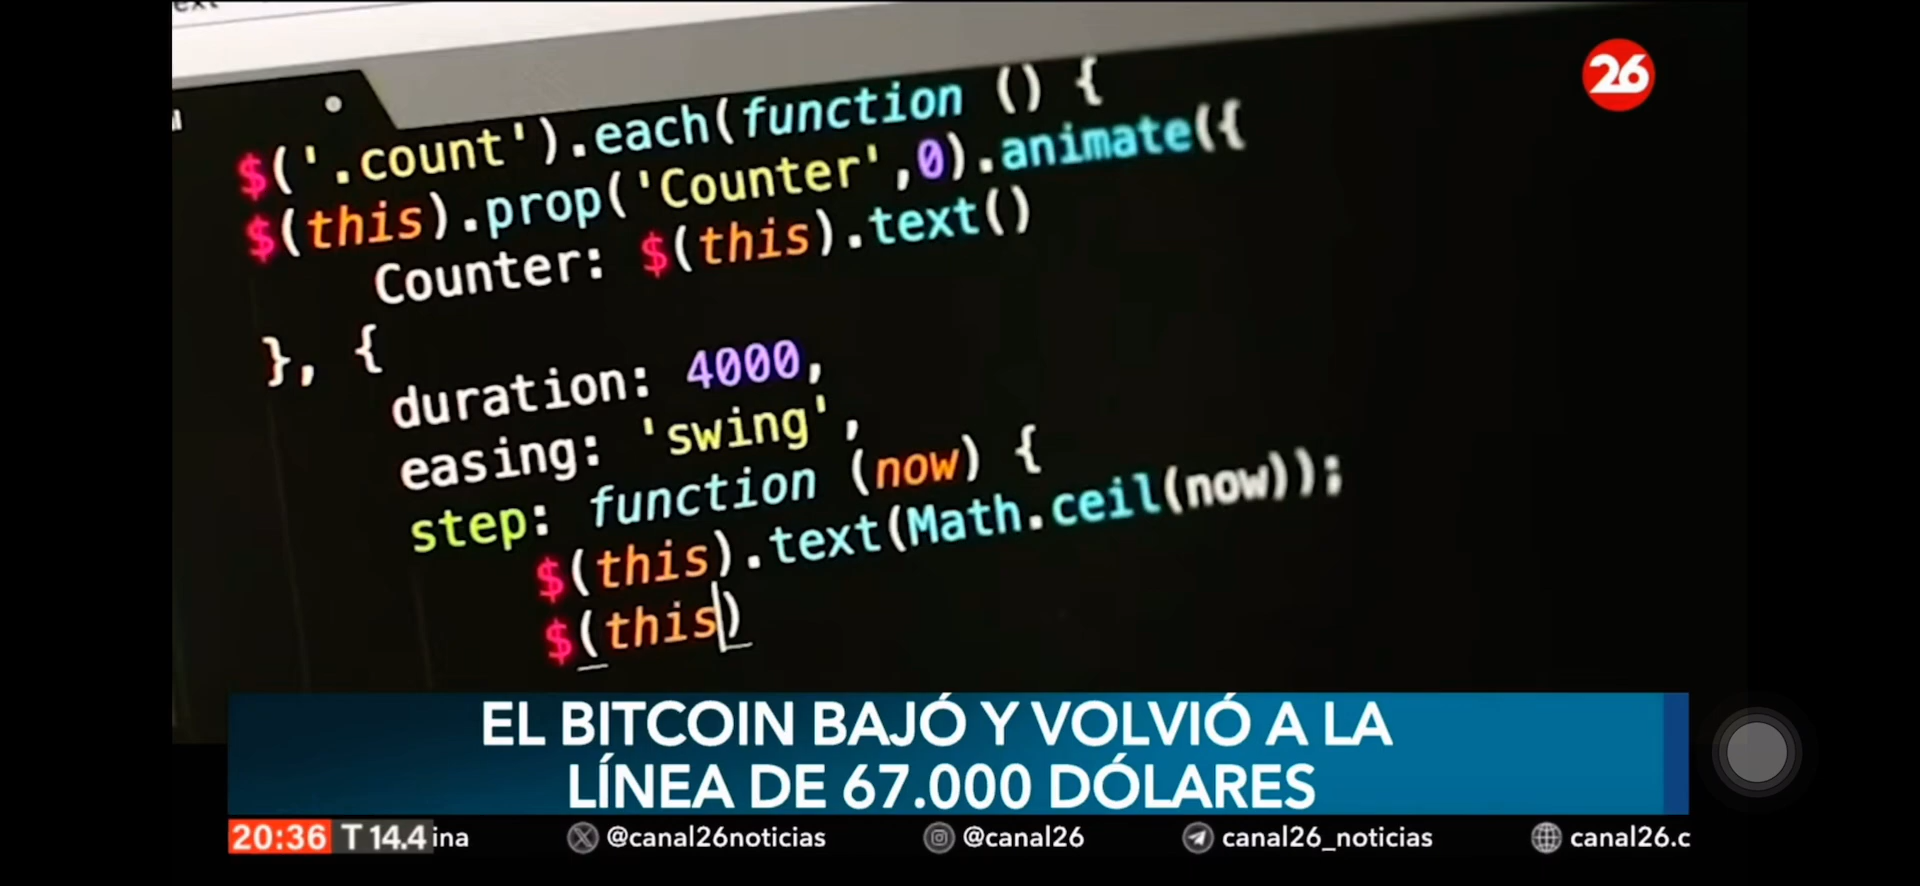 26
$('.count').each(function () {
$(this).prop('Counter',0).animate({
Counter: $(this).text()
}, {
duration: 4000,
easing: 'swing',
step: function (now) {
$(this).text(Math.ceil(now));
$(this)
EL BITCOIN BAJÓ Y VOLVIÓ A LA
LÍNEA DE 67.000 DÓLARES
20:36 T 14.4 ina @canal26noticias @canal26 canal26_noticias canal26.c